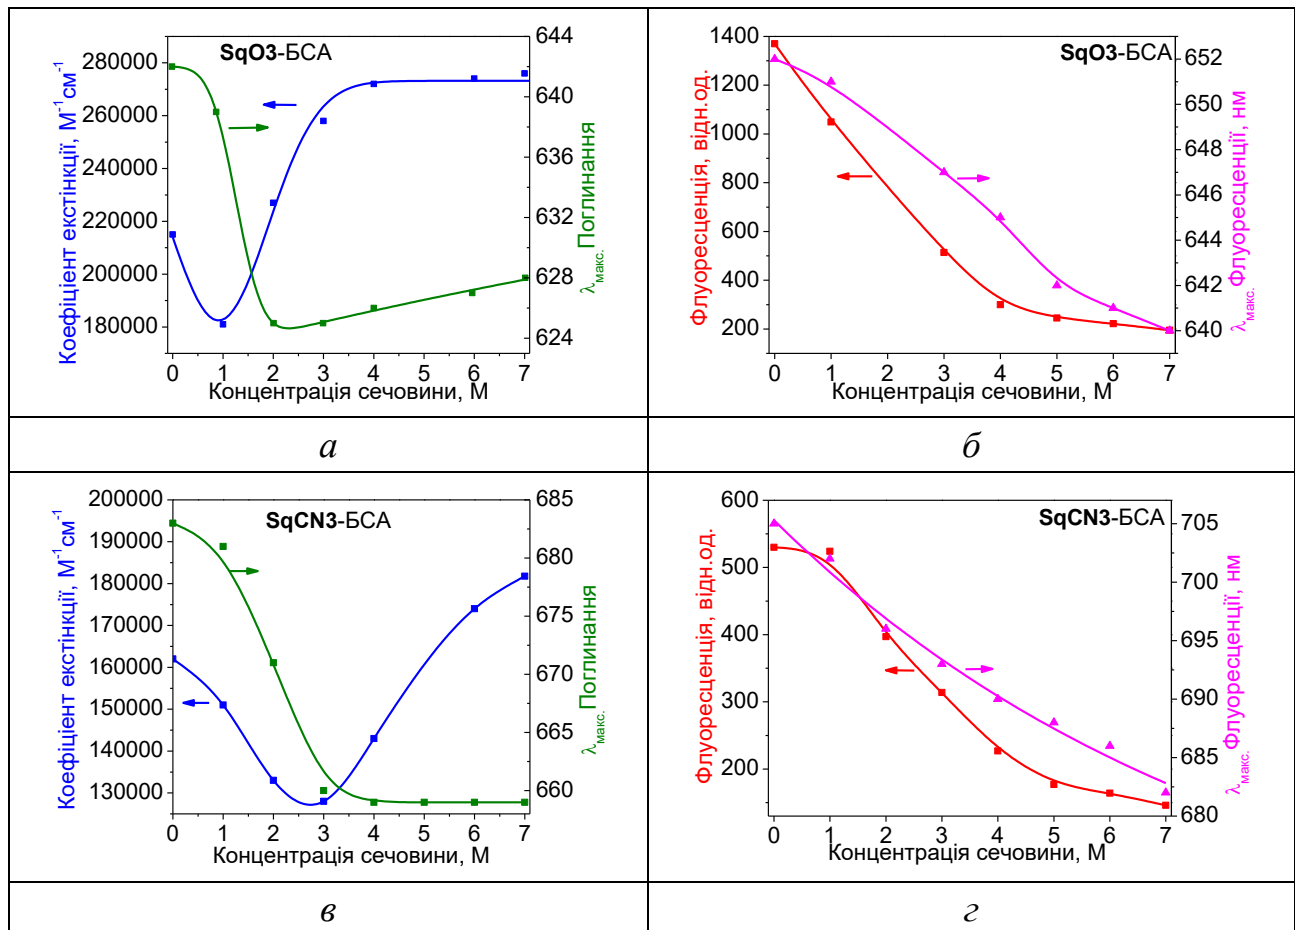 SqO3-БСА
Коефіцієнт екстінкції, М⁻¹см⁻¹
280000
260000
240000
220000
200000
180000
644
640
636
632
628
624
λмакс.Поглинання
0 1 2 3 4 5 6 7
Концентрація сечовини, М
SqO3-БСА
Флуоресценція, відн.од.
1400
1200
1000
800
600
400
200
652
650
648
646
644
642
640
λмакс.Флуоресценції, нм
0 1 2 3 4 5 6 7
Концентрація сечовини, М
а
б
SqCN3-БСА
Коефіцієнт екстінкції, М⁻¹см⁻¹
200000
190000
180000
170000
160000
150000
140000
130000
685
680
675
670
665
660
λмакс.Поглинання
0 1 2 3 4 5 6 7
Концентрація сечовини, М
SqCN3-БСА
Флуоресценція, відн.од.
600
500
400
300
200
705
700
695
690
685
680
λмакс.Флуоресценції, нм
0 1 2 3 4 5 6 7
Концентрація сечовини, М
в
г